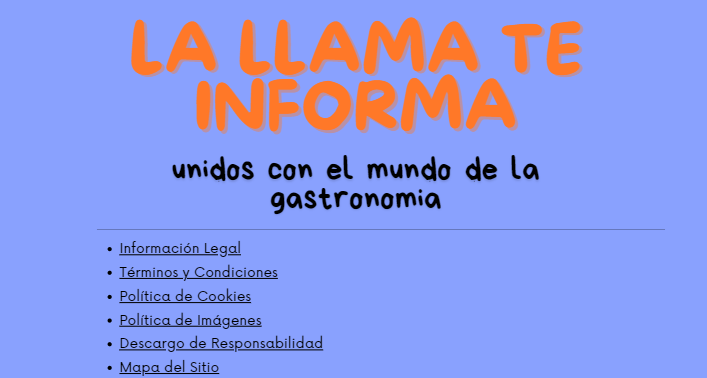 LA LLAMA TE
INFORMA
unidos con el mundo de la
gastronomia
• Información Legal
• Términos y Condiciones
• Política de Cookies
• Política de Imágenes
• Descargo de Responsabilidad
• Mapa del Sitio